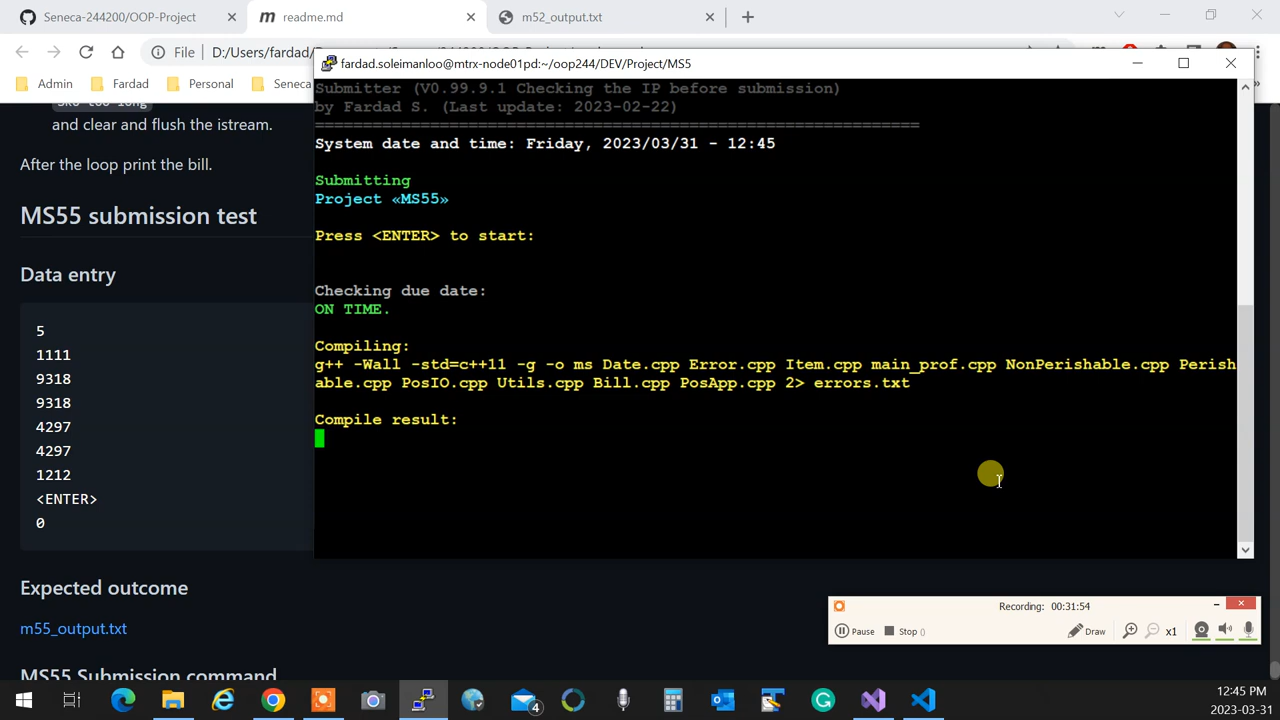 Seneca-244200/OOP-Project
readme.md
m52_output.txt
File
Admin
Fardad
Personal
Seneca
fardad.soleimanloo@mtrx-node01pd:~/oop244/DEV/Project/MS5
Submitter (V0.99.9.1 Checking the IP before submission)
by Fardad S. (Last update: 2023-02-22)
============================================================
System date and time: Friday, 2023/03/31 - 12:45
Submitting
Project «MS55»
Press <ENTER> to start:
Checking due date:
ON TIME.
Compiling:
g++ -Wall -std=c++11 -g -o ms Date.cpp Error.cpp Item.cpp main_prof.cpp NonPerishable.cpp Perish
able.cpp PosIO.cpp Utils.cpp Bill.cpp PosApp.cpp 2> errors.txt
Compile result:
and clear and flush the istream.
After the loop print the bill.
MS55 submission test
Data entry
5
1111
9318
9318
4297
4297
1212
<ENTER>
0
Expected outcome
m55_output.txt
MS55 Submission command
Recording: 00:31:54
Pause
Stop ()
Draw
x1
4
12:45 PM
2023-03-31